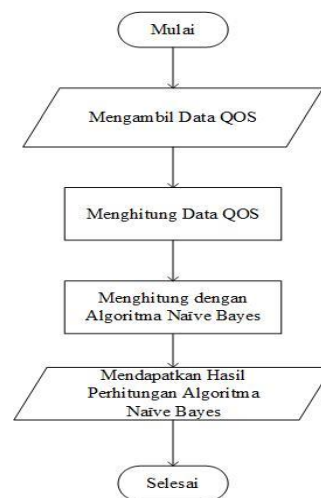 Mulai
Mengambil Data QOS
Menghitung Data QOS
Menghitung dengan
Algoritma Naïve Bayes
Mendapatkan Hasil
Perhitungan Algoritma
Naïve Bayes
Selesai